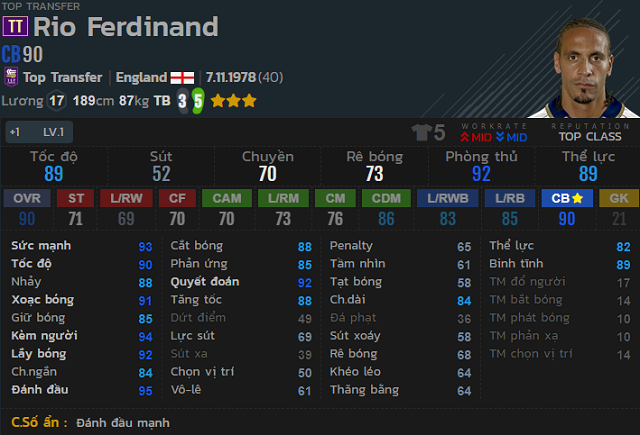 TOP TRANSFER
TT Rio Ferdinand
CB 90
Top Transfer England 7.11.1978 (40)
Lương 17 189cm 87kg TB 3 5
+1 LV.1 5 WORKRATE MID MID REPUTATION TOP CLASS
Tốc độ Sút Chuyền Rê bóng Phòng thủ Thể lực
89 52 70 73 92 89
OVR ST L/RW CF CAM L/RM CM CDM L/RWB L/RB CB GK
90 71 69 70 70 73 76 86 83 85 90 21
Sức mạnh 93 Cắt bóng 88 Penalty 65 Thể lực 82
Tốc độ 90 Phản ứng 85 Tầm nhìn 61 Bình tĩnh 89
Nhảy 88 Quyết đoán 92 Tạt bóng 58 TM đổ người 17
Xoạc bóng 91 Tăng tốc 88 Ch.dài 84 TM bắt bóng 14
Giữ bóng 85 Dứt điểm 49 Đá phạt 36 TM phát bóng 10
Kèm người 94 Lực sút 69 Sút xoáy 58 TM phản xạ 10
Lấy bóng 92 Sút xa 39 Rê bóng 68 TM chọn vị trí 14
Ch.ngắn 84 Chọn vị trí 50 Khéo léo 64
Đánh đầu 95 Vô-lê 61 Thăng bằng 64
C.Số ẩn : Đánh đầu mạnh